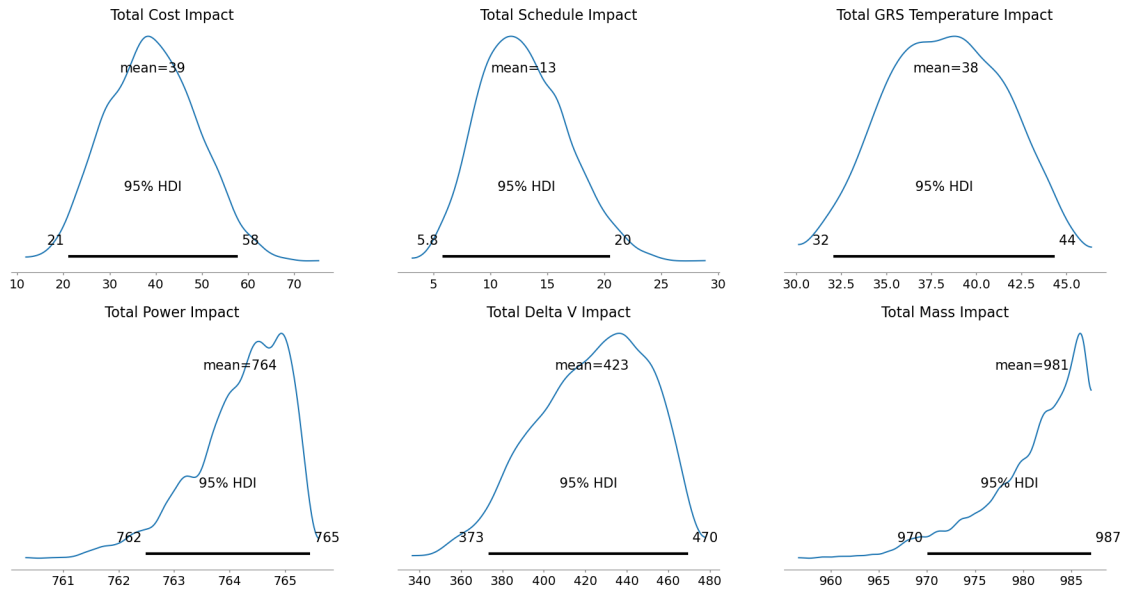 Total Cost Impact
mean=39
95% HDI
21 58
10 20 30 40 50 60 70
Total Schedule Impact
mean=13
95% HDI
5.8 20
5 10 15 20 25 30
Total GRS Temperature Impact
mean=38
95% HDI
32 44
30.0 32.5 35.0 37.5 40.0 42.5 45.0
Total Power Impact
mean=764
95% HDI
762 765
761 762 763 764 765
Total Delta V Impact
mean=423
95% HDI
373 470
340 360 380 400 420 440 460 480
Total Mass Impact
mean=981
95% HDI
970 987
960 965 970 975 980 985